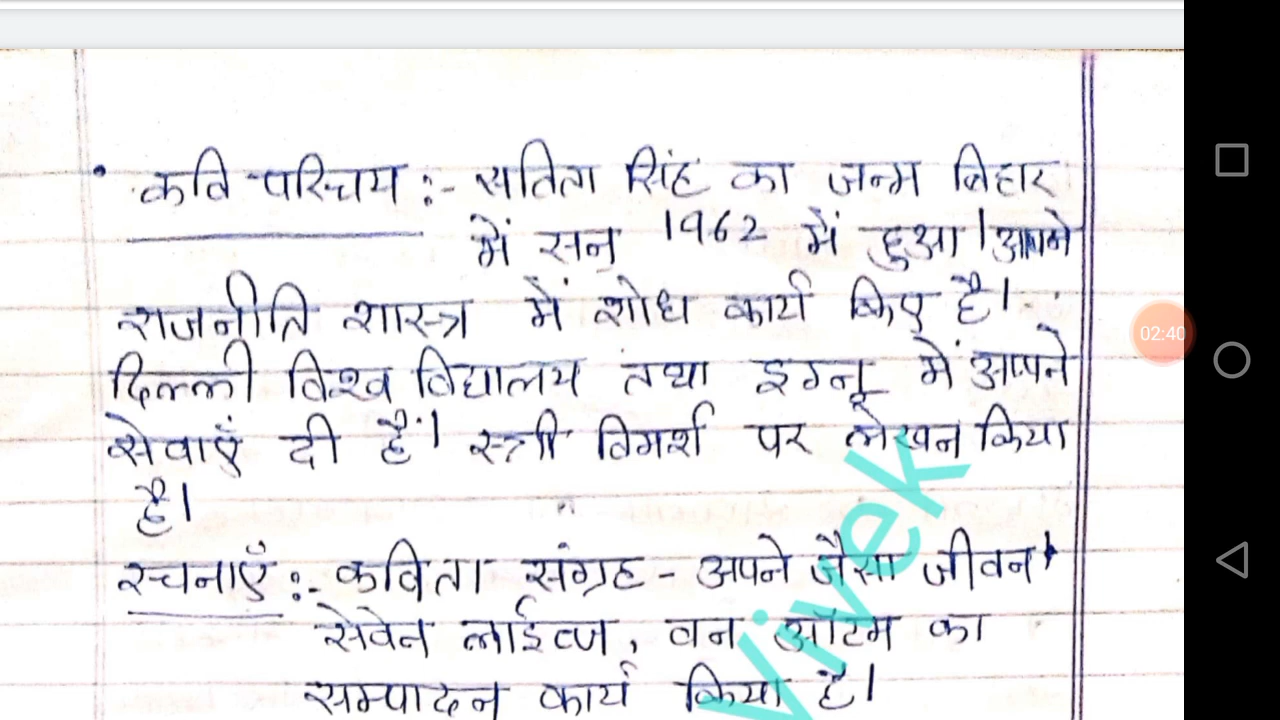 • कवि परिचय :- सविता सिंह का जन्म बिहार
में सन् 1962 में हुआ। आपने
राजनीति शास्त्र में शोध कार्य किए है।
दिल्ली विश्व विद्यालय तथा इग्नू में आपने
सेवाएँ दी हैं। स्त्री विमर्श पर लेखन किया
है।
रचनाएँ :- कविता संग्रह - अपने जैसा जीवन,
सेवेन लाईव्ज, वन ऑटम का
सम्पादन कार्य किया है।
Vivek
02:40